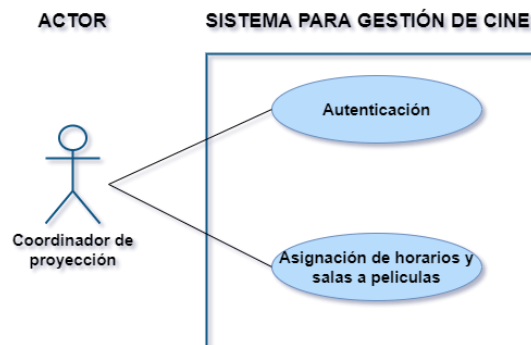 ACTOR
SISTEMA PARA GESTIÓN DE CINE
Autenticación
Coordinador de
proyección
Asignación de horarios y
salas a peliculas